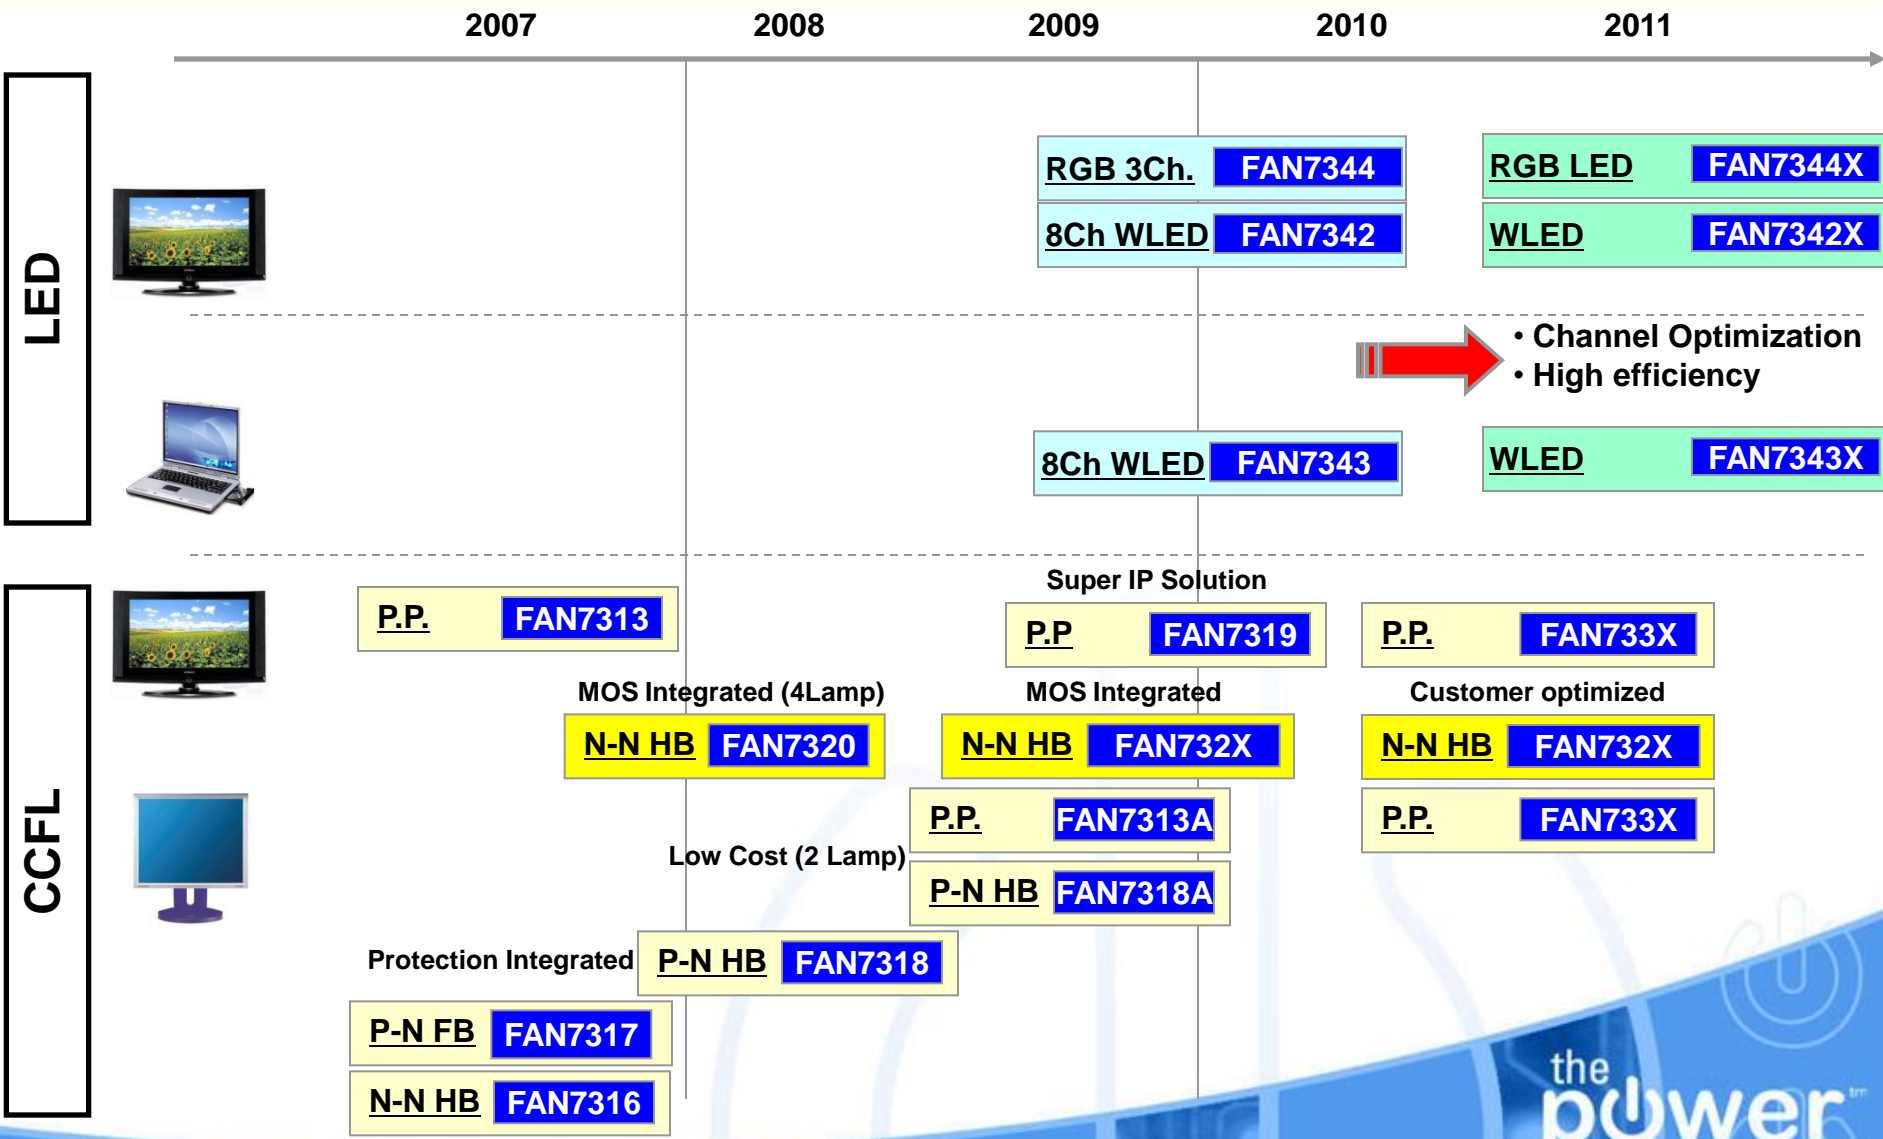 2007 2008 2009 2010 2011
LED
RGB 3Ch. FAN7344
RGB LED FAN7344X
8Ch WLED FAN7342
WLED FAN7342X
• Channel Optimization
• High efficiency
8Ch WLED FAN7343
WLED FAN7343X
CCFL
Super IP Solution
P.P. FAN7313
P.P FAN7319
P.P. FAN733X
MOS Integrated (4Lamp)
MOS Integrated
Customer optimized
N-N HB FAN7320
N-N HB FAN732X
N-N HB FAN732X
P.P. FAN7313A
P.P. FAN733X
Low Cost (2 Lamp)
P-N HB FAN7318A
Protection Integrated
P-N HB FAN7318
P-N FB FAN7317
N-N HB FAN7316
the
power™